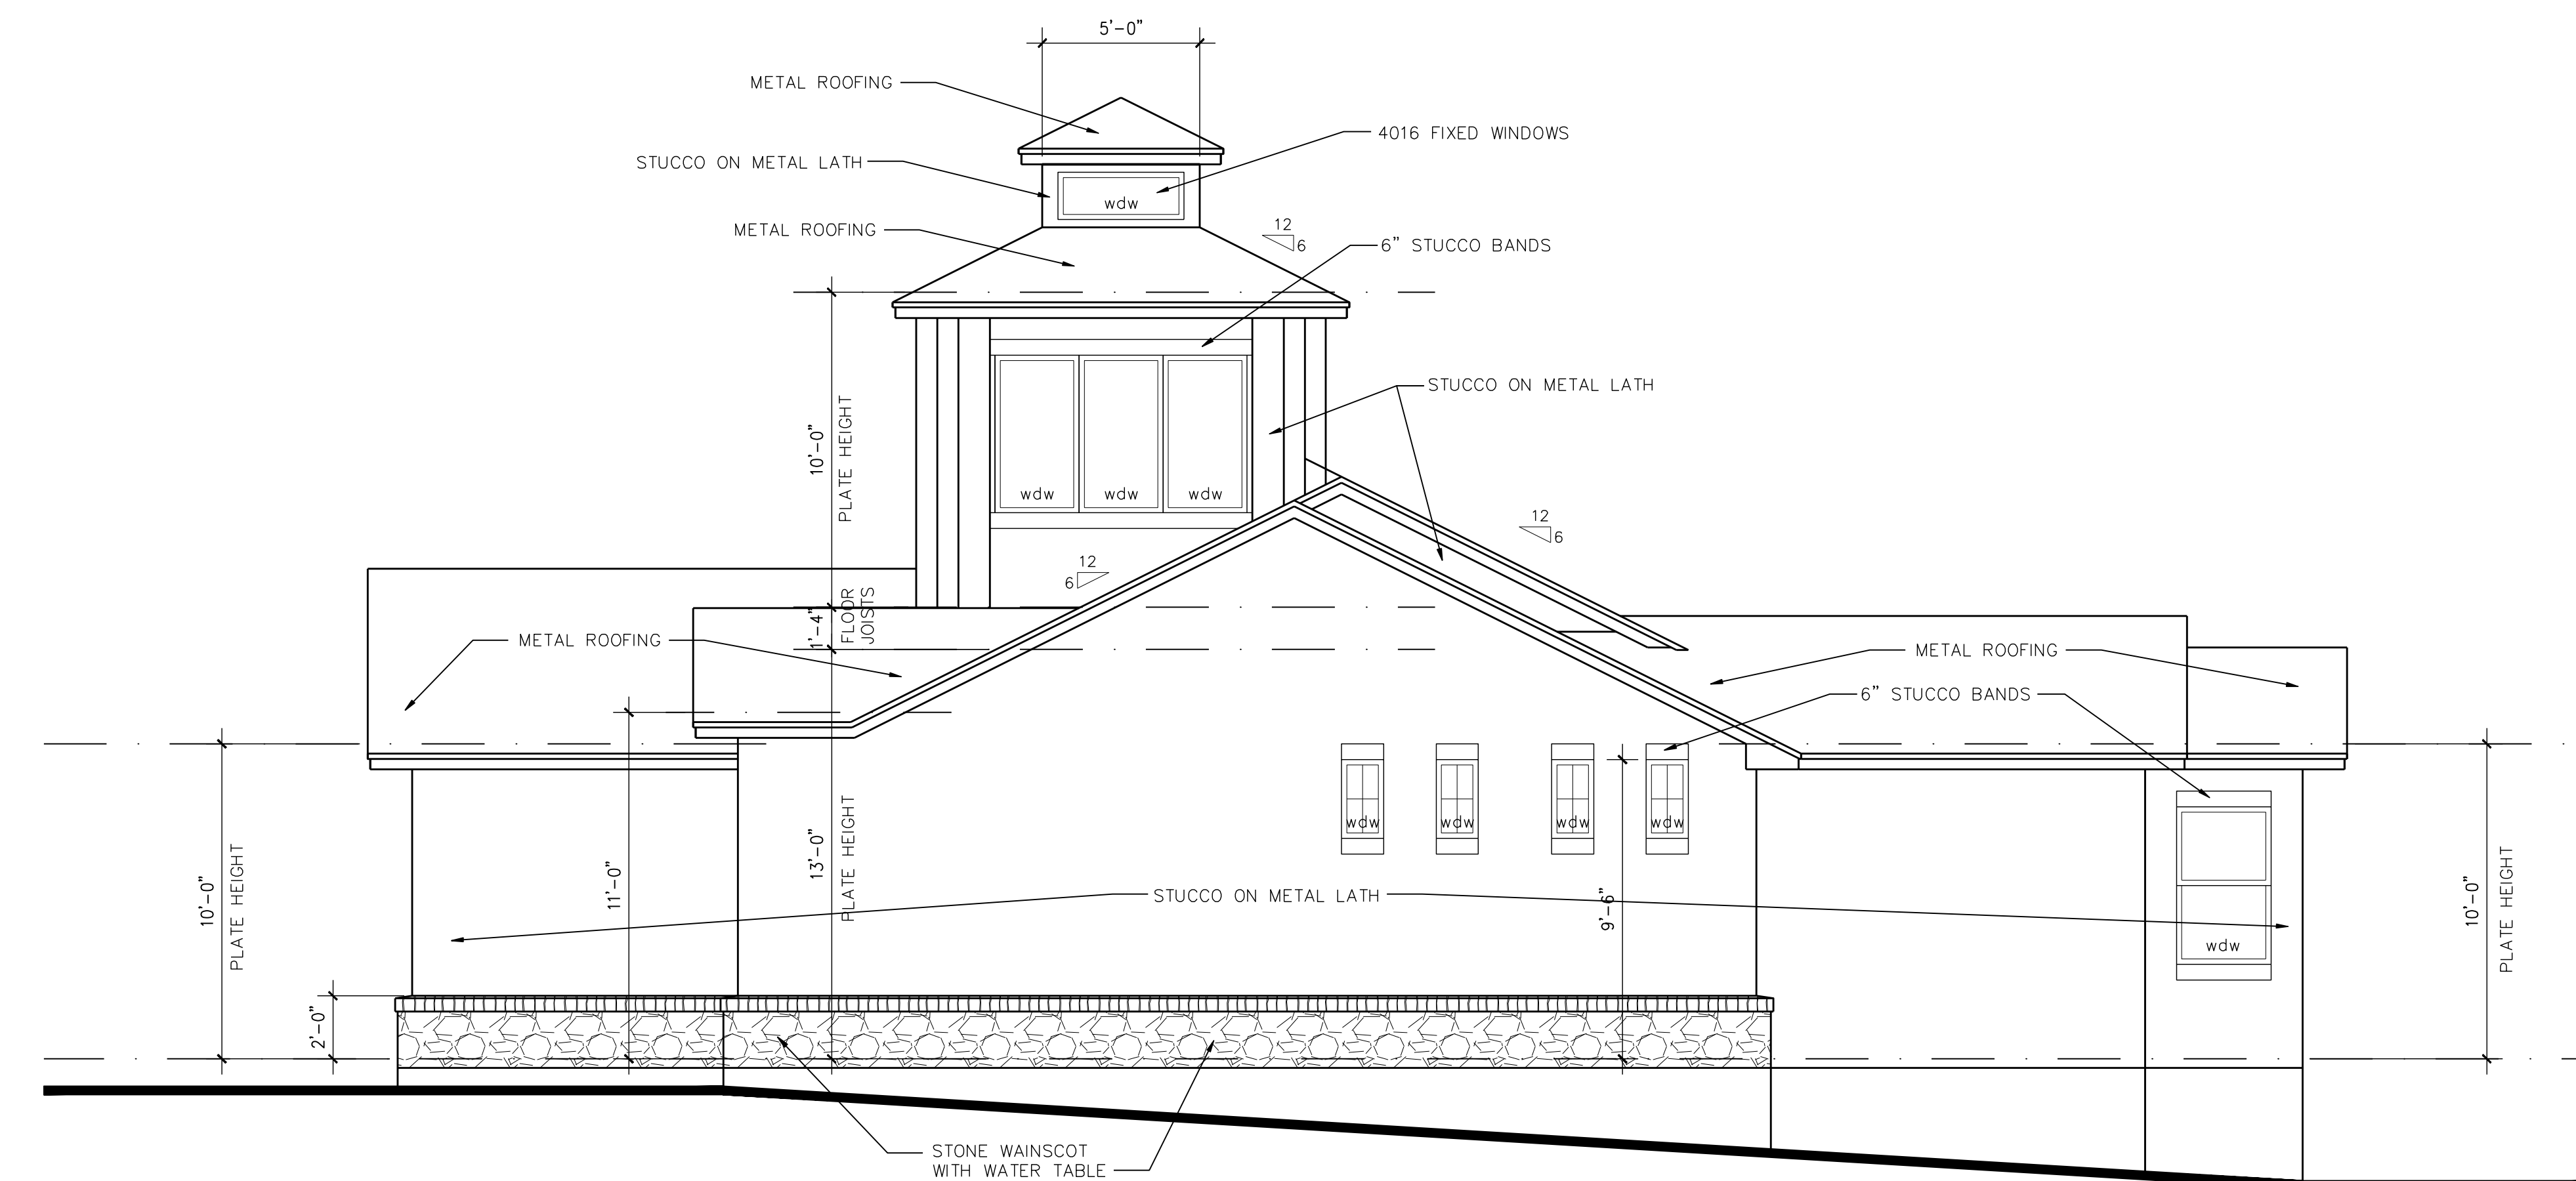 5'-0"
METAL ROOFING
4016 FIXED WINDOWS
STUCCO ON METAL LATH
wdw
METAL ROOFING
12
6
6" STUCCO BANDS
STUCCO ON METAL LATH
10'-0"
PLATE HEIGHT
wdw wdw wdw
12
6
12
6
1'-4"
FLOOR
JOISTS
METAL ROOFING
METAL ROOFING
6" STUCCO BANDS
wdw wdw wdw wdw
10'-0"
PLATE HEIGHT
11'-0"
13'-0"
PLATE HEIGHT
STUCCO ON METAL LATH
9'-6"
wdw
10'-0"
PLATE HEIGHT
2'-0"
STONE WAINSCOT
WITH WATER TABLE